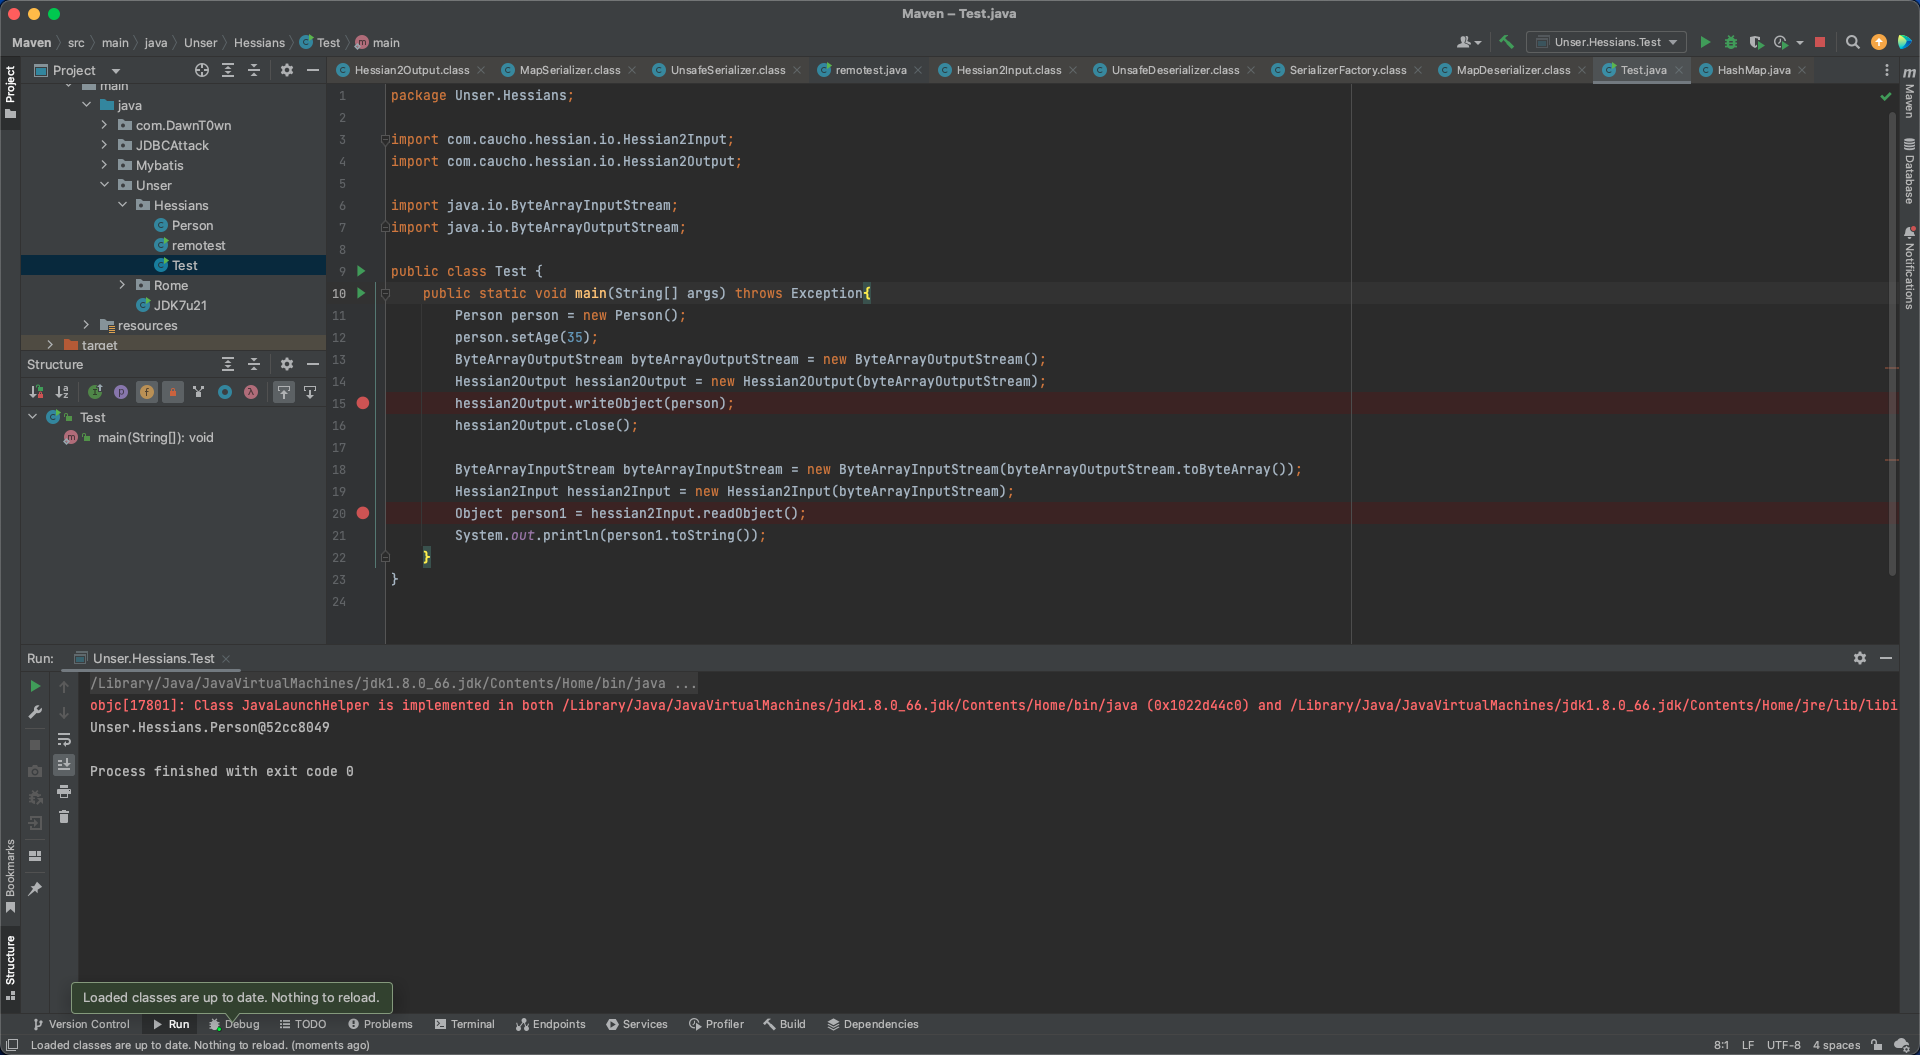 Maven – Test.java
Maven src main java Unser Hessians Test main
Unser.Hessians.Test
Project
Project
Hessian2Output.class MapSerializer.class UnsafeSerializer.class remotest.java Hessian2Input.class UnsafeDeserializer.class SerializerFactory.class MapDeserializer.class Test.java HashMap.java
main
java
com.DawnT0wn
JDBCAttack
Mybatis
Unser
Hessians
Person
remotest
Test
Rome
JDK7u21
resources
target
Structure
Test
main(String[]): void
1 package Unser.Hessians;
2
3 import com.caucho.hessian.io.Hessian2Input;
4 import com.caucho.hessian.io.Hessian2Output;
5
6 import java.io.ByteArrayInputStream;
7 import java.io.ByteArrayOutputStream;
8
9 public class Test {
10 public static void main(String[] args) throws Exception{
11 Person person = new Person();
12 person.setAge(35);
13 ByteArrayOutputStream byteArrayOutputStream = new ByteArrayOutputStream();
14 Hessian2Output hessian2Output = new Hessian2Output(byteArrayOutputStream);
15 hessian2Output.writeObject(person);
16 hessian2Output.close();
17
18 ByteArrayInputStream byteArrayInputStream = new ByteArrayInputStream(byteArrayOutputStream.toByteArray());
19 Hessian2Input hessian2Input = new Hessian2Input(byteArrayInputStream);
20 Object person1 = hessian2Input.readObject();
21 System.out.println(person1.toString());
22 }
23 }
24
Maven
Database
Notifications
Run: Unser.Hessians.Test
/Library/Java/JavaVirtualMachines/jdk1.8.0_66.jdk/Contents/Home/bin/java ...
objc[17801]: Class JavaLaunchHelper is implemented in both /Library/Java/JavaVirtualMachines/jdk1.8.0_66.jdk/Contents/Home/bin/java (0x1022d44c0) and /Library/Java/JavaVirtualMachines/jdk1.8.0_66.jdk/Contents/Home/jre/lib/libi
Unser.Hessians.Person@52cc8049
Process finished with exit code 0
Bookmarks
Structure
Loaded classes are up to date. Nothing to reload.
Version Control Run Debug TODO Problems Terminal Endpoints Services Profiler Build Dependencies
Loaded classes are up to date. Nothing to reload. (moments ago)
8:1 LF UTF-8 4 spaces